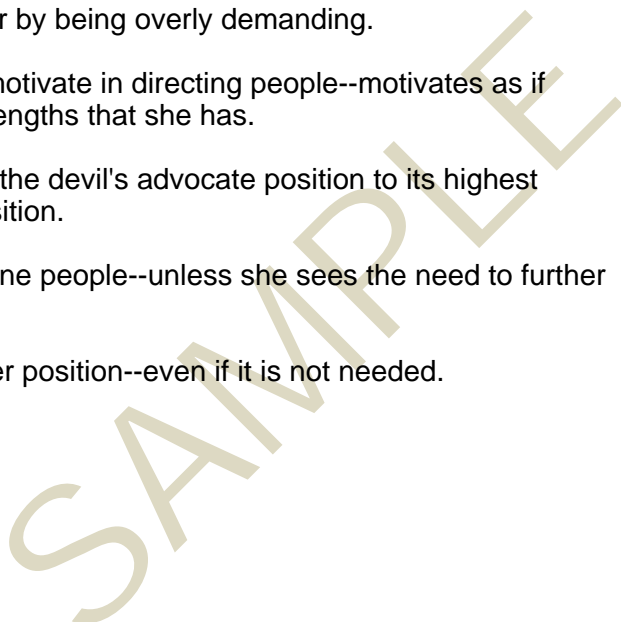 r by being overly demanding.
motivate in directing people--motivates as if
engths that she has.
the devil's advocate position to its highest
sition.
ne people--unless she sees the need to further
er position--even if it is not needed.
SAMPLE